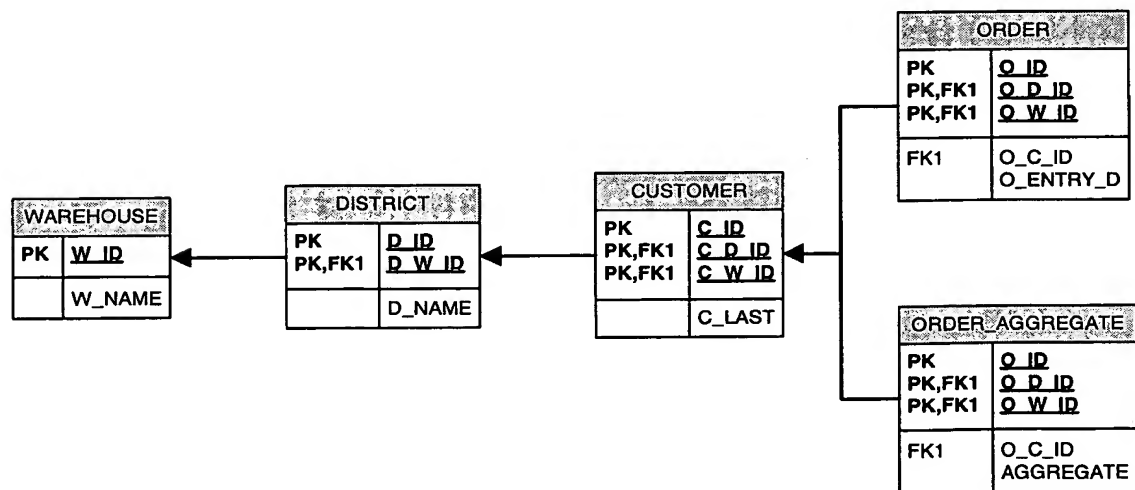 WAREHOUSE
PK W_ID
W_NAME
DISTRICT
PK D_ID
PK,FK1 D_W_ID
D_NAME
CUSTOMER
PK C_ID
PK,FK1 C_D_ID
PK,FK1 C_W_ID
C_LAST
ORDER
PK O_ID
PK,FK1 O_D_ID
PK,FK1 O_W_ID
FK1 O_C_ID
O_ENTRY_D
ORDER_AGGREGATE
PK O_ID
PK,FK1 O_D_ID
PK,FK1 O_W_ID
FK1 O_C_ID
AGGREGATE